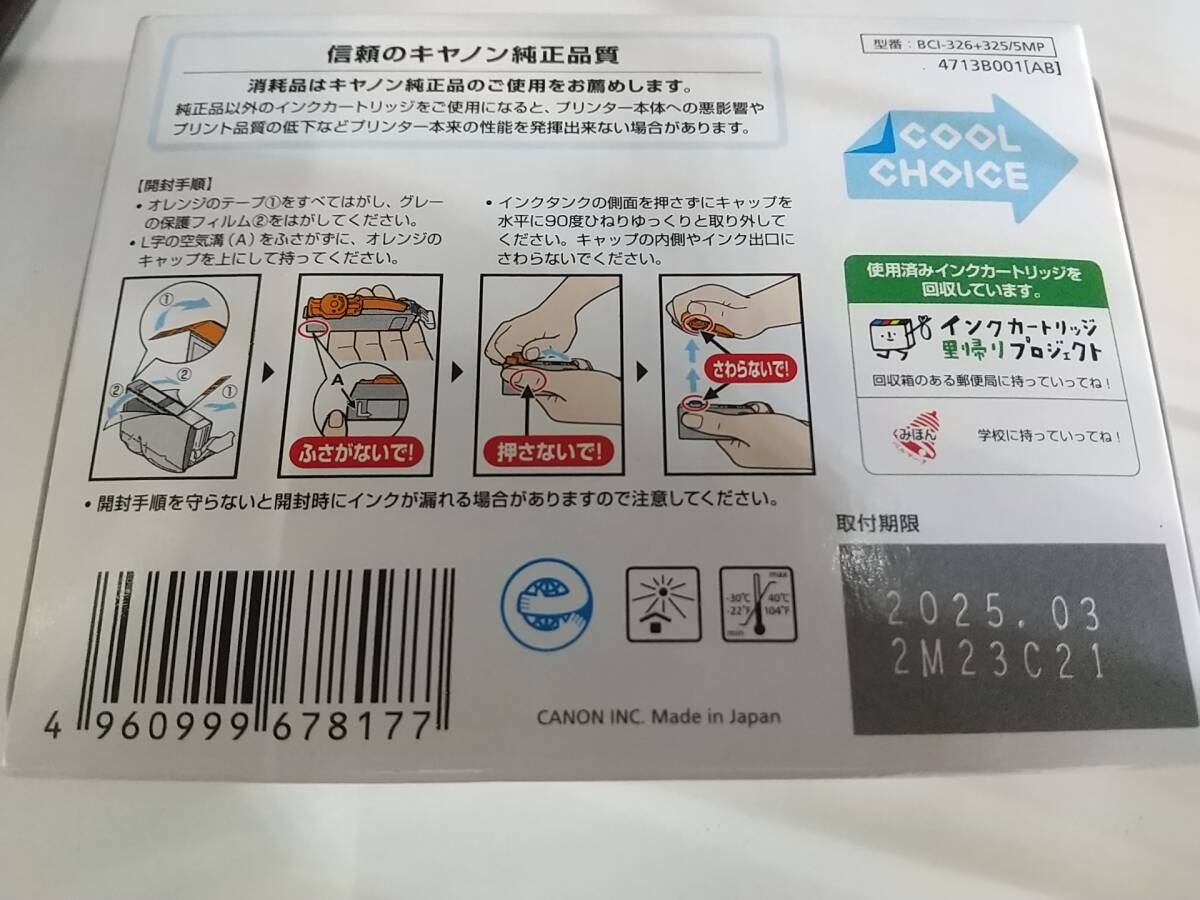 信頼のキヤノン純正品質
消耗品はキヤノン純正品のご使用をお薦めします。
純正品以外のインクカートリッジをご使用になると、プリンター本体への悪影響や
プリント品質の低下などプリンター本来の性能を発揮出来ない場合があります。
型番：BCI-326+325/5MP
4713B001[AB]
COOL
CHOICE
【開封手順】
・オレンジのテープ①をすべてはがし、グレー
の保護フィルム②をはがしてください。
・L字の空気溝（A）をふさがずに、オレンジの
キャップを上にして持ってください。
・インクタンクの側面を押さずにキャップを
水平に90度ひねりゆっくりと取り外して
ください。キャップの内側やインク出口に
さわらないでください。
①
②
②
①
A
ふさがないで!
押さないで!
さわらないで!
・開封手順を守らないと開封時にインクが漏れる場合がありますので注意してください。
使用済みインクカートリッジを
回収しています。
インクカートリッジ
里帰りプロジェクト
回収箱のある郵便局に持っていってね!
くみほん
学校に持っていってね!
取付期限
2025.03
2M23C21
max
-30℃ 40℃
-22°F 104°F
min
4 960999 678177
CANON INC. Made in Japan